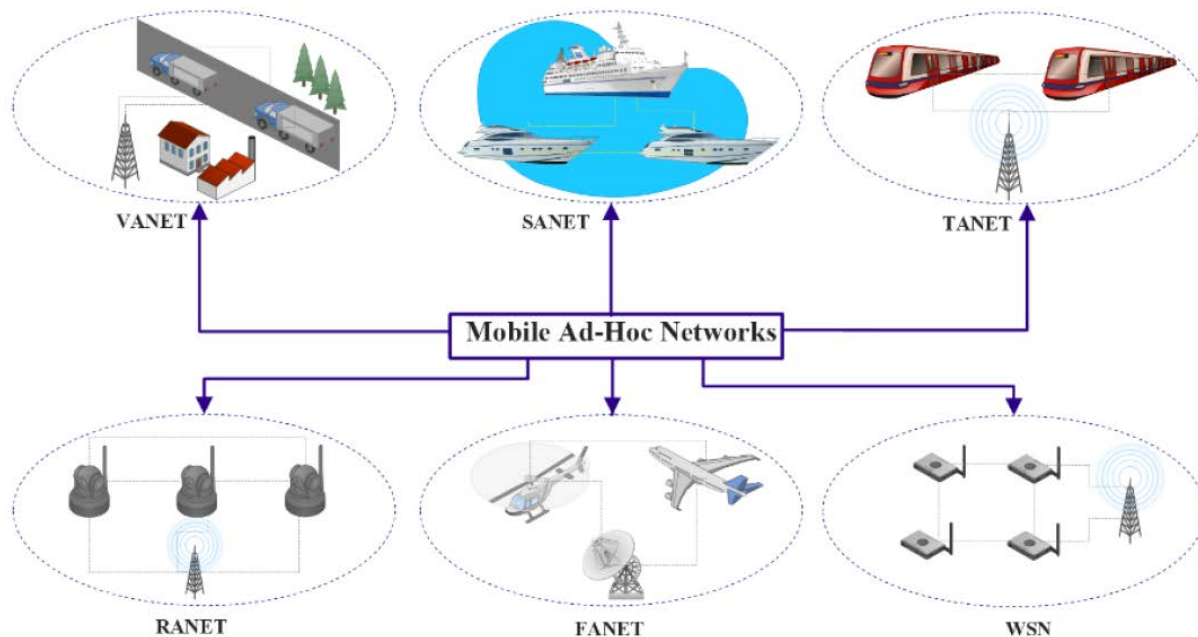 VANET
SANET
TANET
Mobile Ad-Hoc Networks
RANET
FANET
WSN